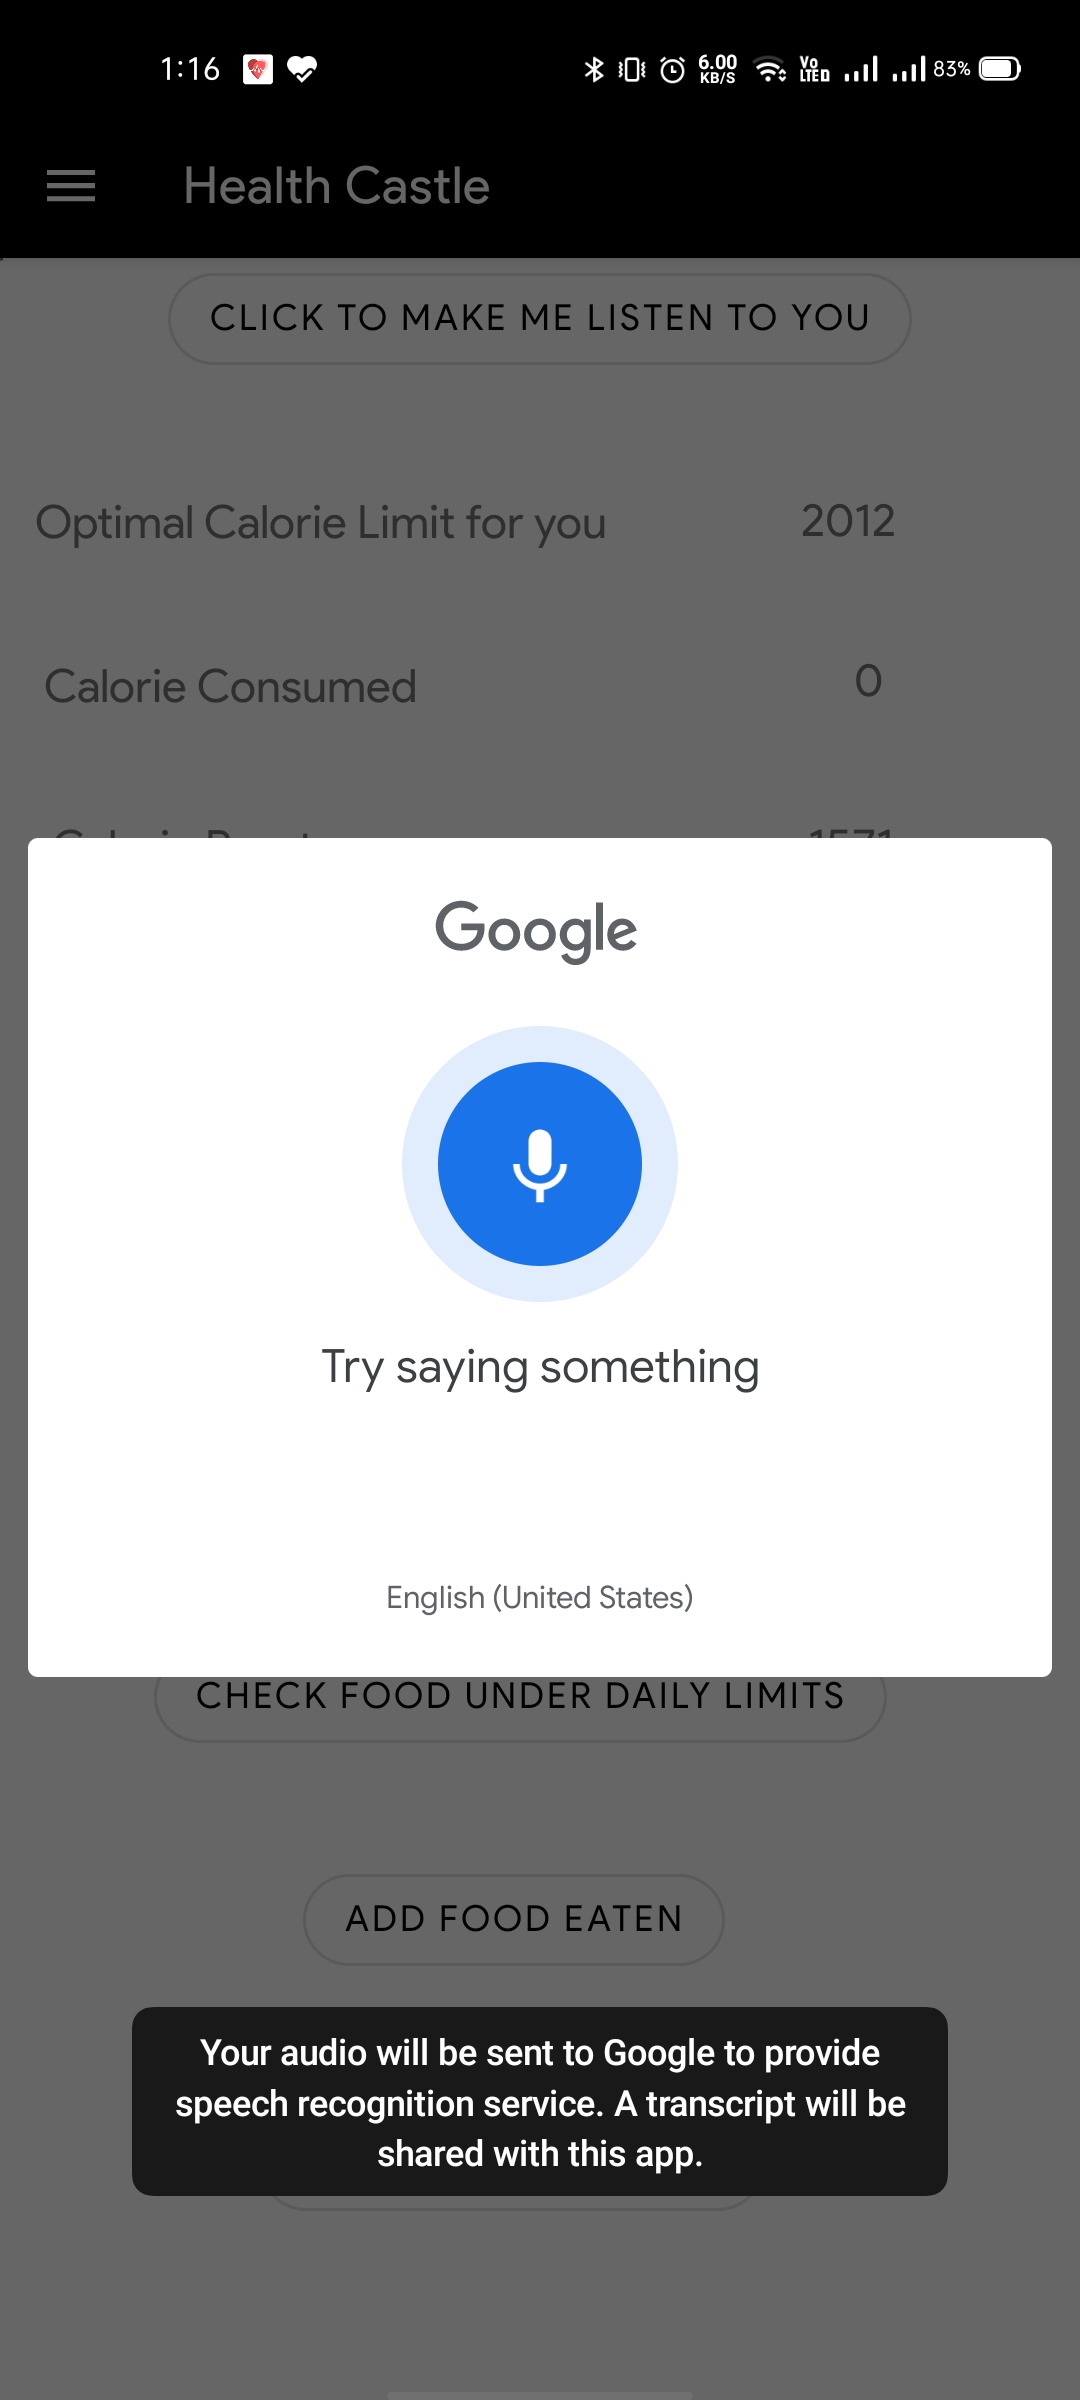 1:16 6.00 KB/S Vo LTED 83%
Health Castle
CLICK TO MAKE ME LISTEN TO YOU
Optimal Calorie Limit for you 2012
Calorie Consumed 0
Google
Try saying something
English (United States)
CHECK FOOD UNDER DAILY LIMITS
ADD FOOD EATEN
Your audio will be sent to Google to provide
speech recognition service. A transcript will be
shared with this app.